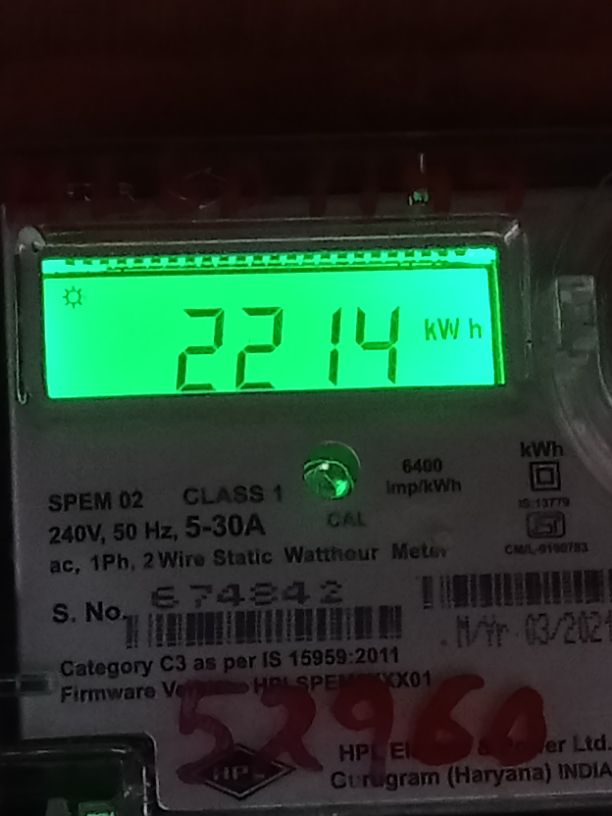 2214 kWh
6400
imp/kWh
kWh
IS:13779
CM/L-9190783
SPEM 02 CLASS 1
CAL
240V, 50 Hz, 5-30A
ac, 1Ph, 2 Wire Static Watthour Meter
S. No. 674842
M/Yr 03/2021
Category C3 as per IS 15959:2011
Firmware
52960
HPL
Gurugram (Haryana) INDIA